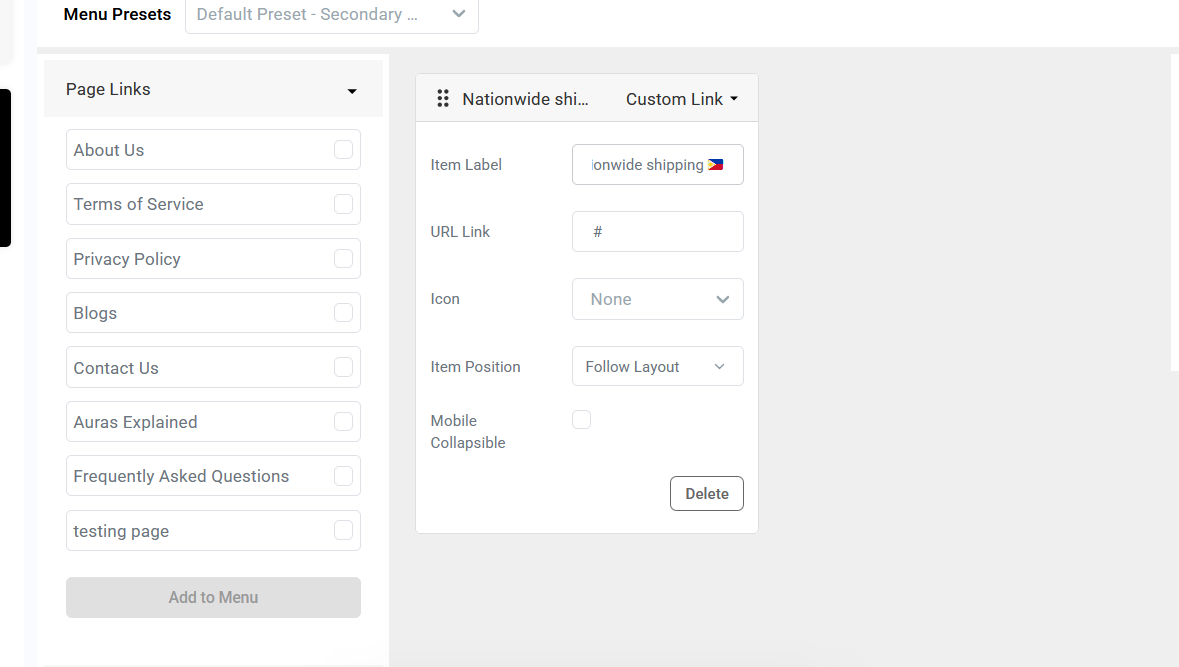 Menu Presets Default Preset - Secondary ...
Page Links
About Us
Terms of Service
Privacy Policy
Blogs
Contact Us
Auras Explained
Frequently Asked Questions
testing page
Add to Menu
Nationwide shi... Custom Link
Item Label ionwide shipping 🇵🇭
URL Link #
Icon None
Item Position Follow Layout
Mobile
Collapsible
Delete